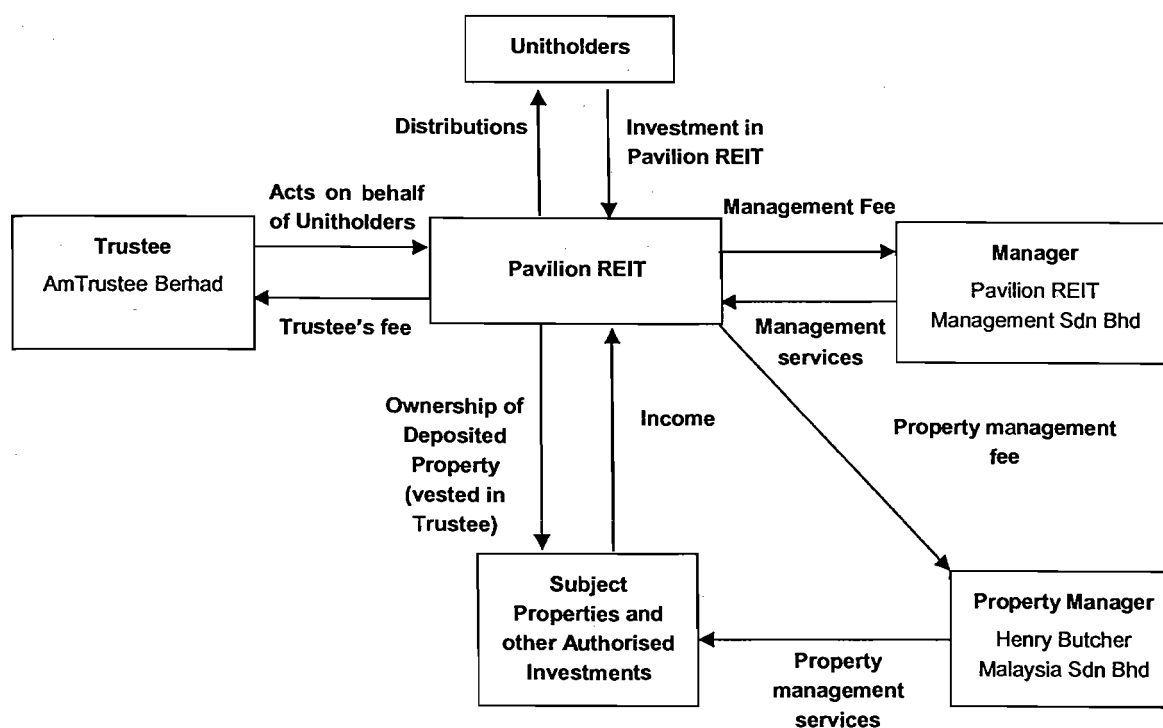 Unitholders
Distributions
Investment in
Pavilion REIT
Acts on behalf
of Unitholders
Management Fee
Trustee
AmTrustee Berhad
Pavilion REIT
Manager
Pavilion REIT
Management Sdn Bhd
Trustee's fee
Management
services
Ownership of
Deposited
Property
(vested in
Trustee)
Income
Property management
fee
Subject
Properties and
other Authorised
Investments
Property Manager
Henry Butcher
Malaysia Sdn Bhd
Property
management
services